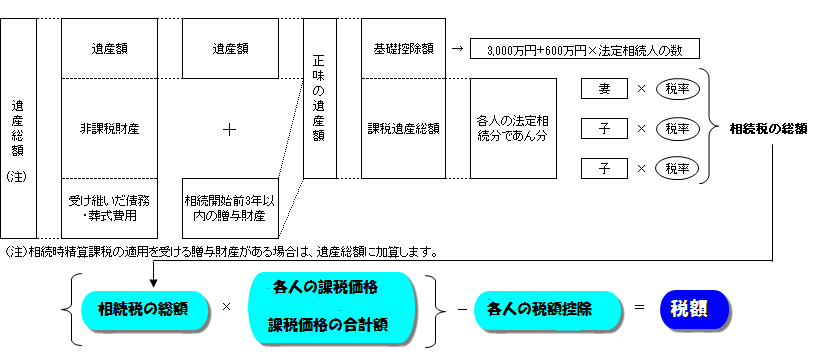 遺産総額
(注)
遺産額
非課税財産
受け継いだ債務
・葬式費用
遺産額
＋
相続開始前3年以
内の贈与財産
正味の遺産額
基礎控除額
→
3,000万円+600万円×法定相続人の数
課税遺産総額
各人の法定相
続分であん分
妻 × 税率
子 × 税率
子 × 税率
相続税の総額
(注)相続時精算課税の適用を受ける贈与財産がある場合は、遺産総額に加算します。
相続税の総額
×
各人の課税価格
課税価格の合計額
－
各人の税額控除
＝
税額